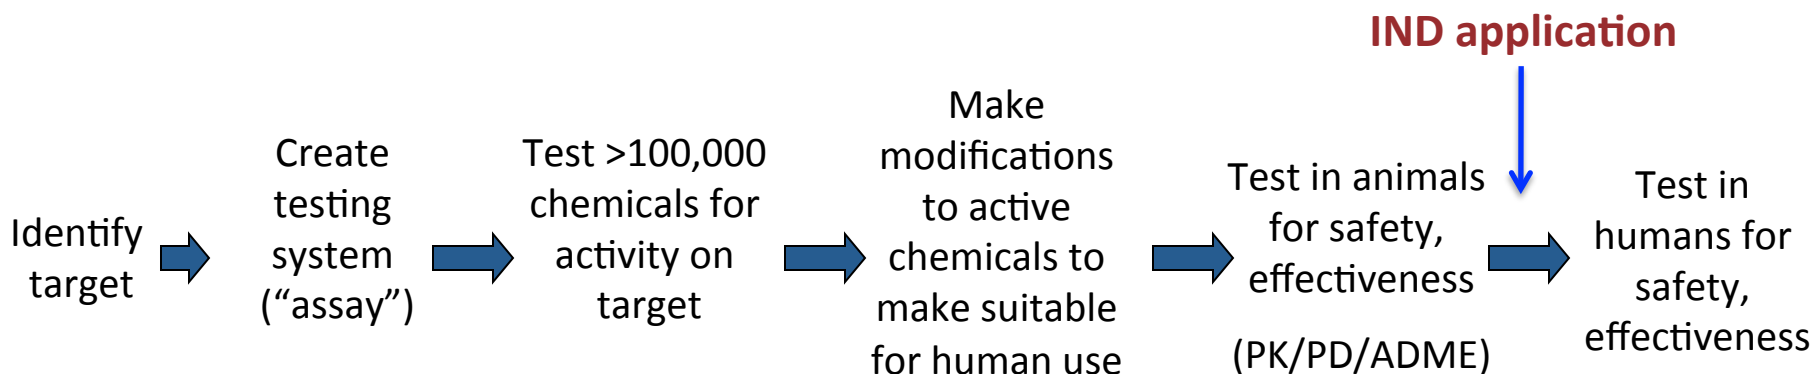 IND application
Identify
target
Create
testing
system
(“assay”)
Test >100,000
chemicals for
activity on
target
Make
modifications
to active
chemicals to
make suitable
for human use
Test in animals
for safety,
effectiveness
(PK/PD/ADME)
Test in
humans for
safety,
effectiveness